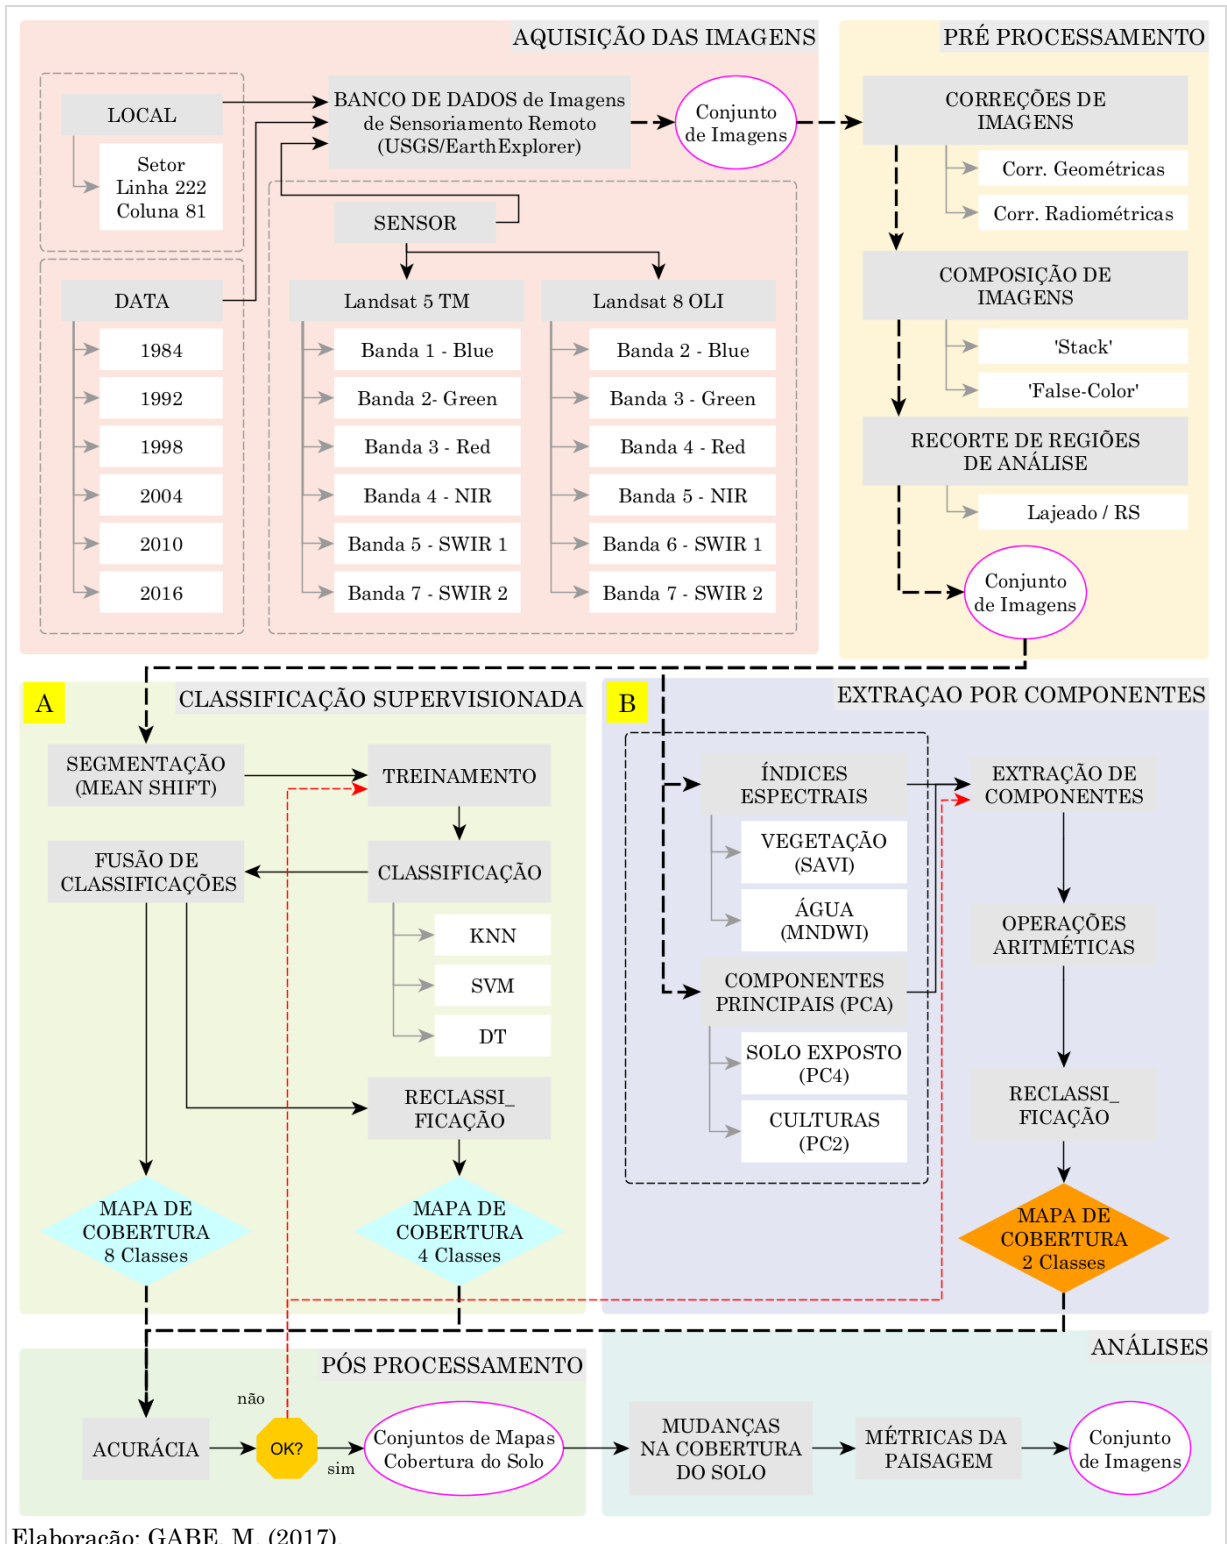 AQUISIÇÃO DAS IMAGENS
LOCAL
Setor
Linha 222
Coluna 81
BANCO DE DADOS de Imagens
de Sensoriamento Remoto
(USGS/EarthExplorer)
Conjunto
de Imagens
DATA
1984
1992
1998
2004
2010
2016
SENSOR
Landsat 5 TM
Banda 1 - Blue
Banda 2- Green
Banda 3 - Red
Banda 4 - NIR
Banda 5 - SWIR 1
Banda 7 - SWIR 2
Landsat 8 OLI
Banda 2 - Blue
Banda 3 - Green
Banda 4 - Red
Banda 5 - NIR
Banda 6 - SWIR 1
Banda 7 - SWIR 2
PRÉ PROCESSAMENTO
CORREÇÕES DE
IMAGENS
Corr. Geométricas
Corr. Radiométricas
COMPOSIÇÃO DE
IMAGENS
'Stack'
'False-Color'
RECORTE DE REGIÕES
DE ANÁLISE
Lajeado / RS
Conjunto
de Imagens
A
CLASSIFICAÇÃO SUPERVISIONADA
SEGMENTAÇÃO
(MEAN SHIFT)
TREINAMENTO
FUSÃO DE
CLASSIFICAÇÕES
CLASSIFICAÇÃO
KNN
SVM
DT
RECLASSI_
FICAÇÃO
MAPA DE
COBERTURA
8 Classes
MAPA DE
COBERTURA
4 Classes
B
EXTRAÇAO POR COMPONENTES
ÍNDICES
ESPECTRAIS
VEGETAÇÃO
(SAVI)
ÁGUA
(MNDWI)
COMPONENTES
PRINCIPAIS (PCA)
SOLO EXPOSTO
(PC4)
CULTURAS
(PC2)
EXTRAÇÃO DE
COMPONENTES
OPERAÇÕES
ARITMÉTICAS
RECLASSI_
FICAÇÃO
MAPA DE
COBERTURA
2 Classes
PÓS PROCESSAMENTO
ACURÁCIA
não
OK?
sim
Conjuntos de Mapas
Cobertura do Solo
ANÁLISES
MUDANÇAS
NA COBERTURA
DO SOLO
MÉTRICAS DA
PAISAGEM
Conjunto
de Imagens
Elaboração: GABE, M. (2017).